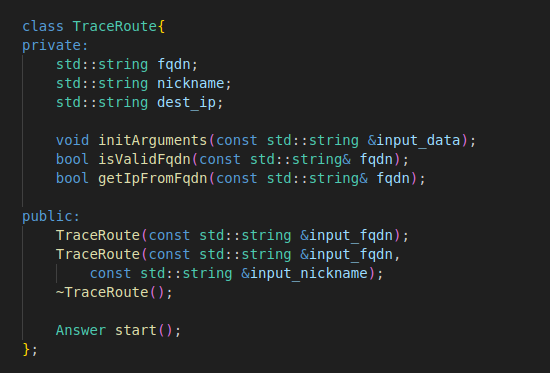 class TraceRoute{
private:
    std::string fqdn;
    std::string nickname;
    std::string dest_ip;

    void initArguments(const std::string &input_data);
    bool isValidFqdn(const std::string& fqdn);
    bool getIpFromFqdn(const std::string& fqdn);

public:
    TraceRoute(const std::string &input_fqdn);
    TraceRoute(const std::string &input_fqdn,
        const std::string &input_nickname);
    ~TraceRoute();

    Answer start();
};